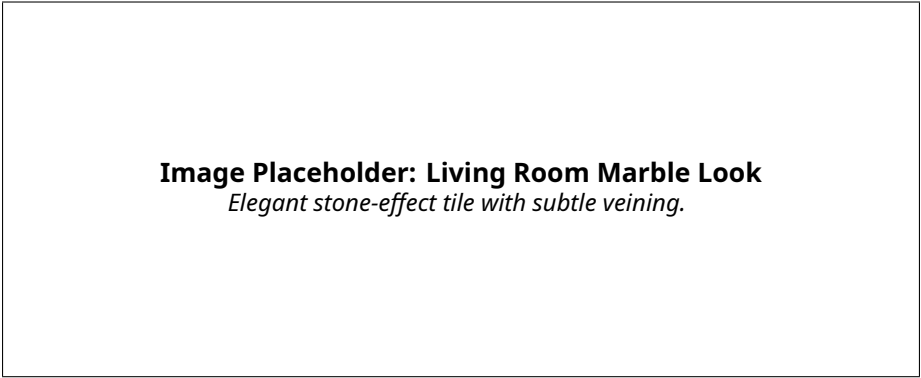 Image Placeholder: Living Room Marble Look
Elegant stone-effect tile with subtle veining.